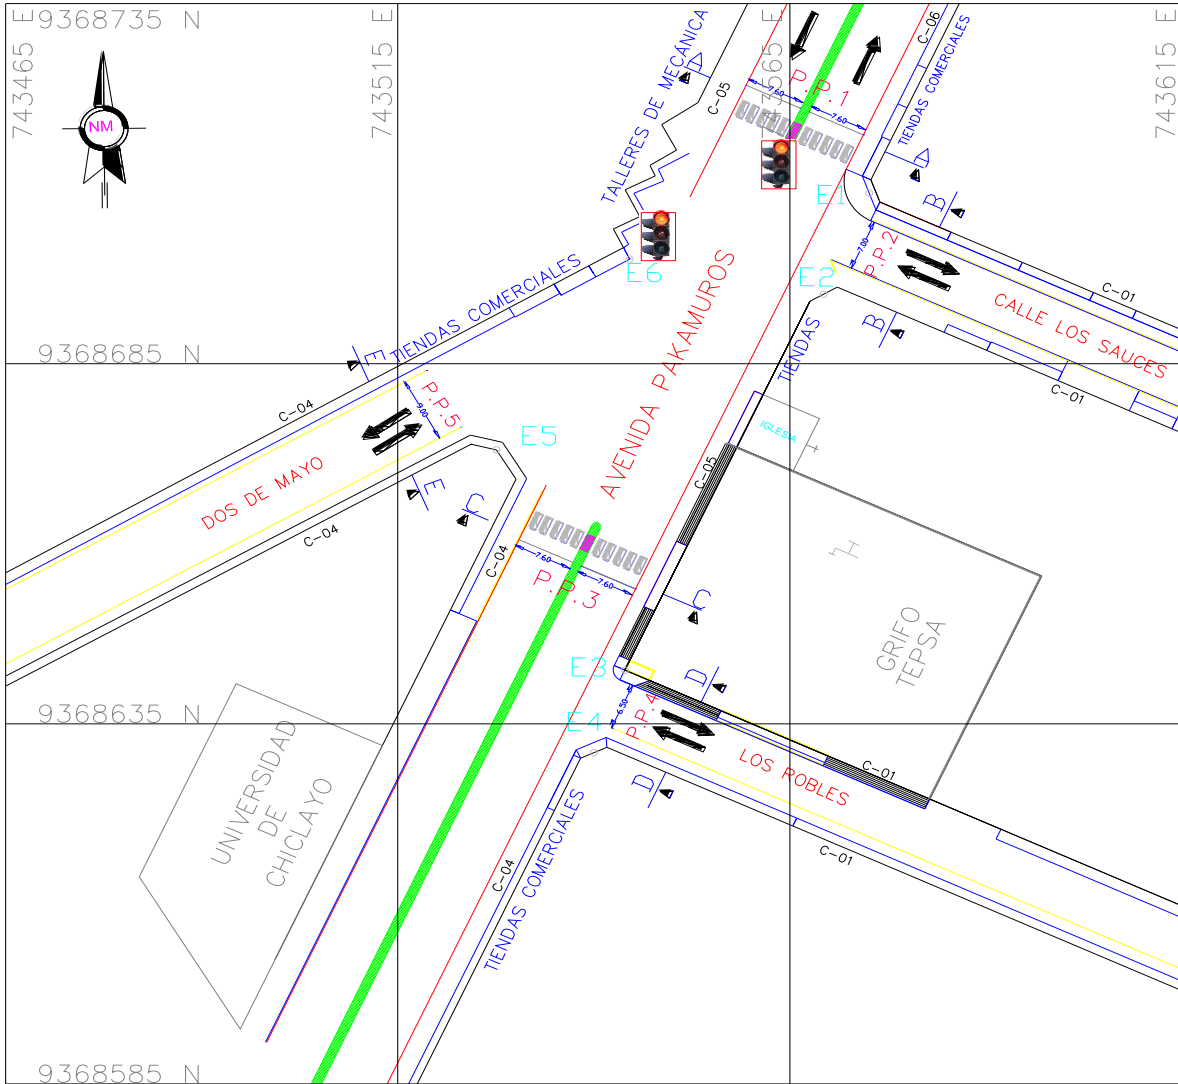 9368735 N
743465 E
743515 E
743665 E
743615 E
NM
TALLERES DE MECÁNICA
A
C-05
P.P.1
7.60
7.60
C-06
TIENDAS COMERCIALES
A
E1
B
P.P.2
7.00
E6
E2
C-01
CALLE LOS SAUCES
B
TIENDAS COMERCIALES
TIENDAS
C-01
9368685 N
E
C-04
P.P.5
9.00
AVENIDA PAKAMUROS
IGLESIA
E5
DOS DE MAYO
E
C
C-04
C-05
C-04
7.60
7.60
P.P.3
C
GRIFO
TEPSA
E3
D
E4
6.50
P.P.4
9368635 N
LOS ROBLES
C-01
D
C-01
UNIVERSIDAD
DE
CHICLAYO
C-04
TIENDAS COMERCIALES
9368585 N